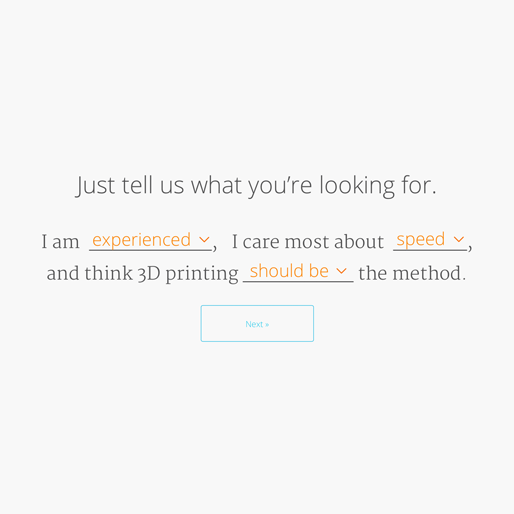 Just tell us what you’re looking for.
I am experienced, I care most about speed,
and think 3D printing should be the method.
Next »